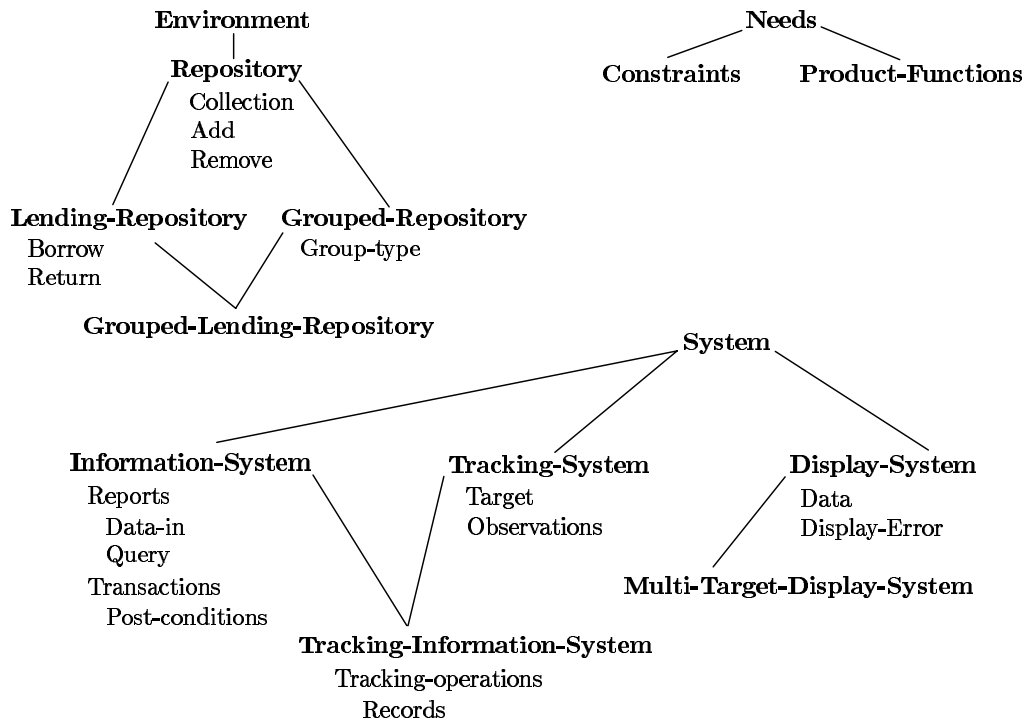 Environment
Repository
Collection
Add
Remove
Lending-Repository
Borrow
Return
Grouped-Repository
Group-type
Grouped-Lending-Repository
Needs
Constraints
Product-Functions
System
Information-System
Reports
Data-in
Query
Transactions
Post-conditions
Tracking-System
Target
Observations
Display-System
Data
Display-Error
Multi-Target-Display-System
Tracking-Information-System
Tracking-operations
Records